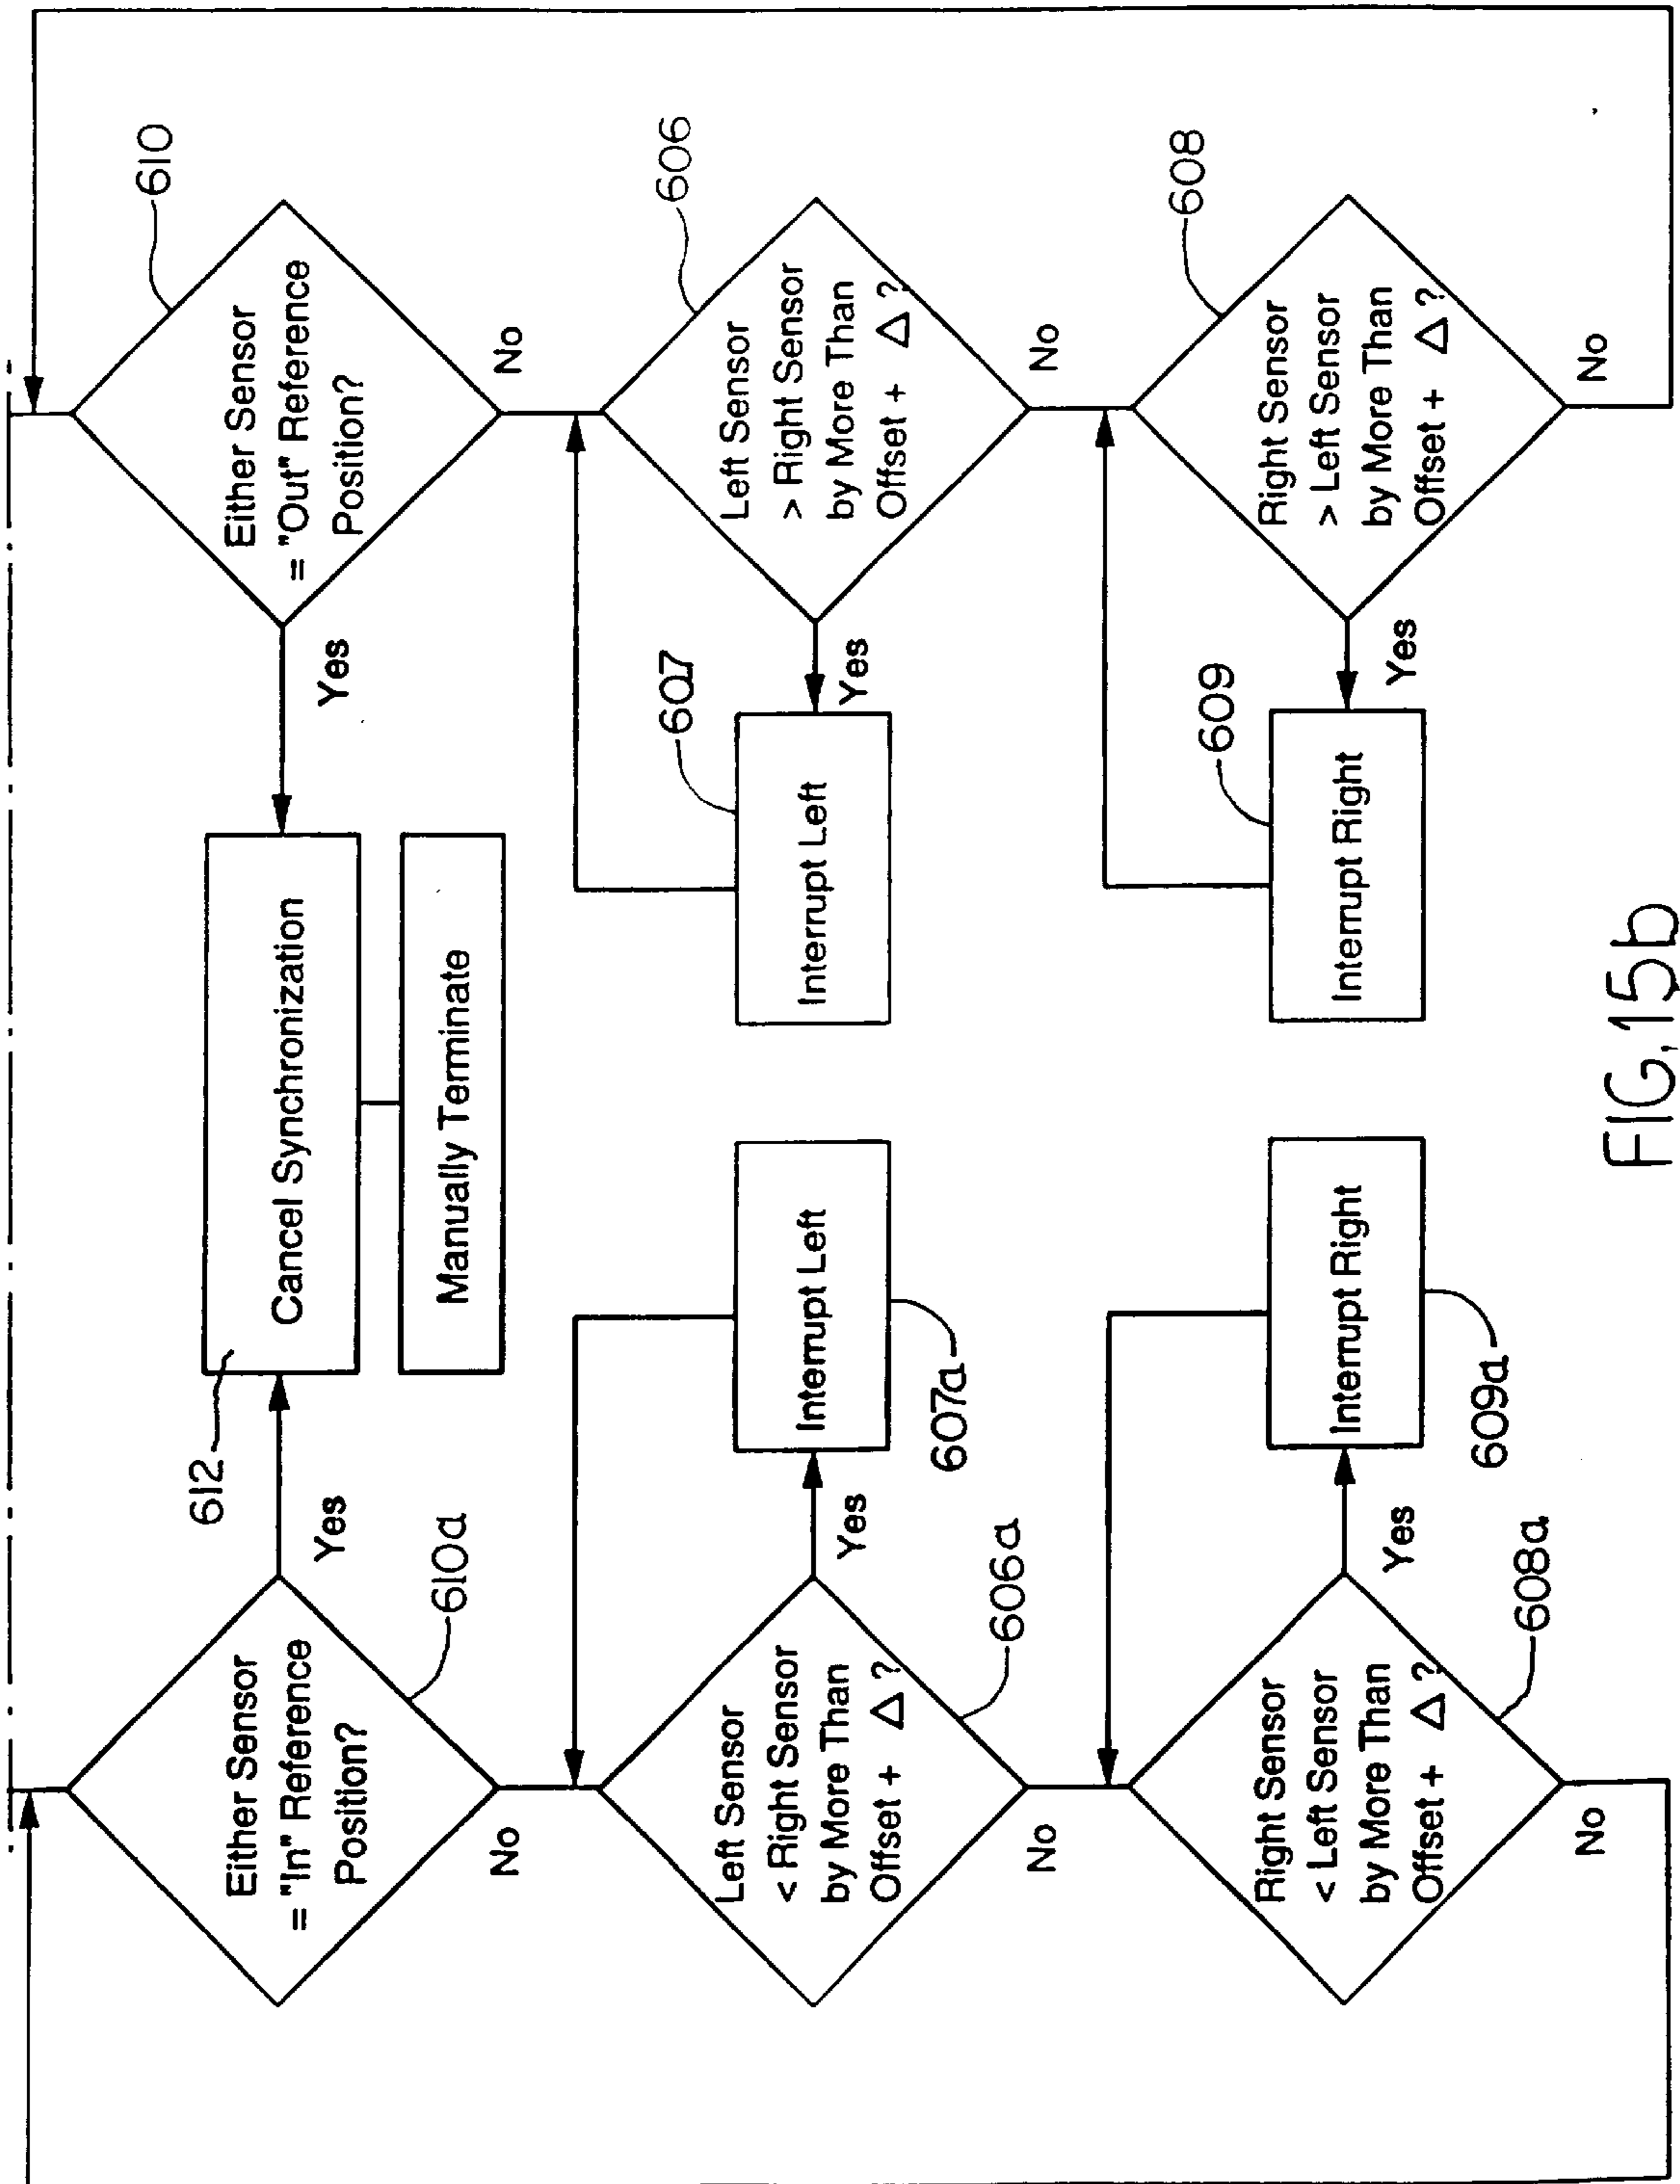 Either Sensor
= "In" Reference
Position?
610a
Yes
No
612
Cancel Synchronization
Manually Terminate
Either Sensor
= "Out" Reference
Position?
610
Yes
No
Left Sensor
< Right Sensor
by More Than
Offset + Δ ?
606a
Yes
No
Interrupt Left
607a
Interrupt Left
607
Left Sensor
> Right Sensor
by More Than
Offset + Δ ?
606
Yes
No
Right Sensor
< Left Sensor
by More Than
Offset + Δ ?
608a
Yes
No
Interrupt Right
609a
Interrupt Right
609
Right Sensor
> Left Sensor
by More Than
Offset + Δ ?
608
Yes
No
FIG. 15b